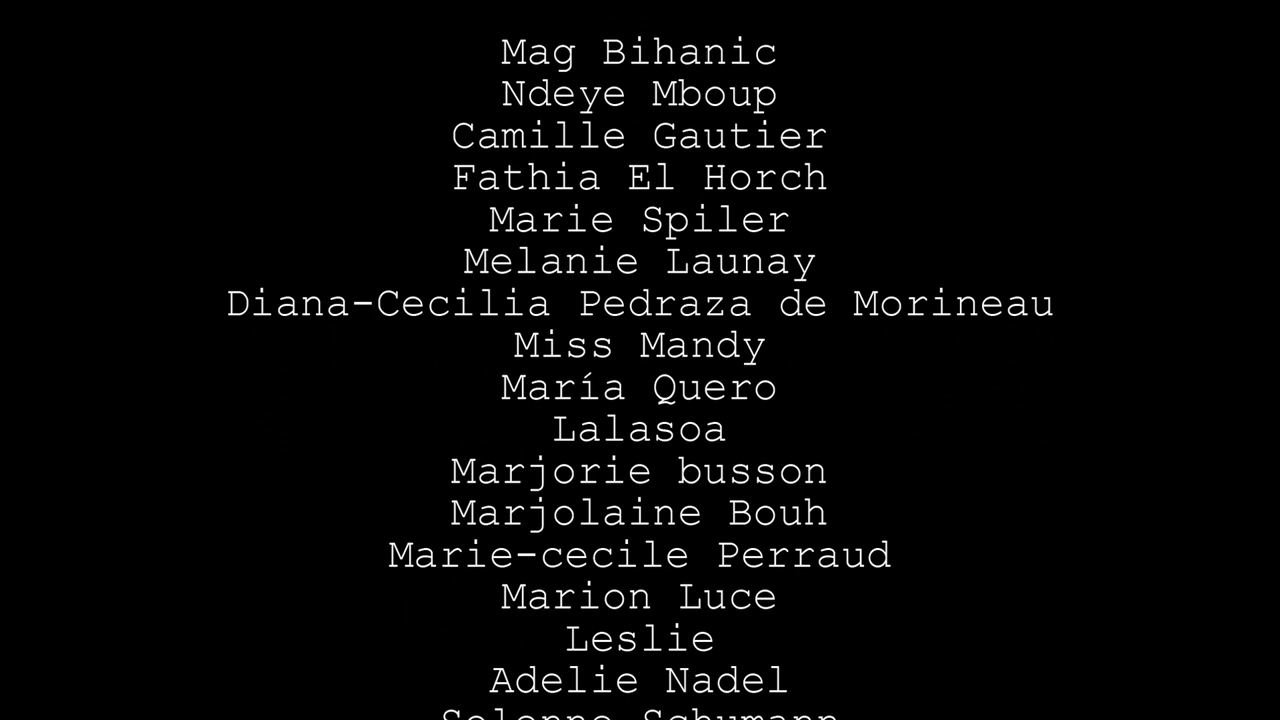 Mag Bihanic
Ndeye Mboup
Camille Gautier
Fathia El Horch
Marie Spiler
Melanie Launay
Diana-Cecilia Pedraza de Morineau
Miss Mandy
María Quero
Lalasoa
Marjorie busson
Marjolaine Bouh
Marie-cecile Perraud
Marion Luce
Leslie
Adelie Nadel